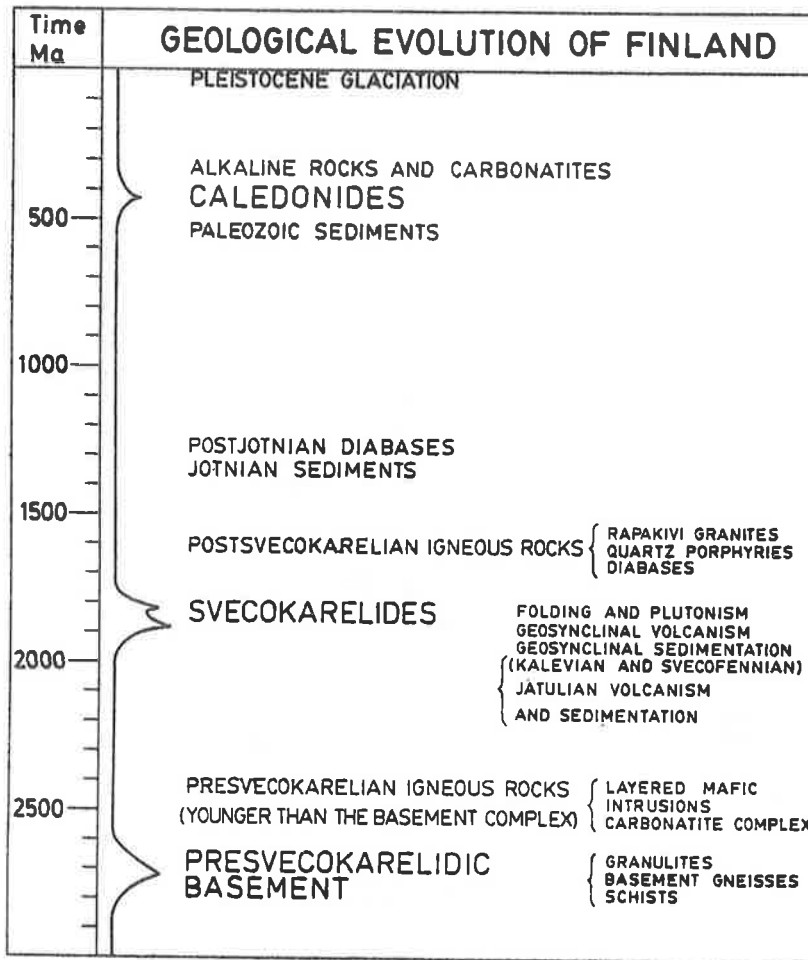 Time
Ma
GEOLOGICAL EVOLUTION OF FINLAND
PLEISTOCENE GLACIATION
ALKALINE ROCKS AND CARBONATITES
CALEDONIDES
500
PALEOZOIC SEDIMENTS
1000
POSTJOTNIAN DIABASES
JOTNIAN SEDIMENTS
1500
POSTSVECOKARELIAN IGNEOUS ROCKS
RAPAKIVI GRANITES
QUARTZ PORPHYRIES
DIABASES
SVECOKARELIDES
FOLDING AND PLUTONISM
GEOSYNCLINAL VOLCANISM
GEOSYNCLINAL SEDIMENTATION
2000
(KALEVIAN AND SVECOFENNIAN)
JATULIAN VOLCANISM
AND SEDIMENTATION
PRESVECOKARELIAN IGNEOUS ROCKS
(YOUNGER THAN THE BASEMENT COMPLEX)
2500
LAYERED MAFIC
INTRUSIONS
CARBONATITE COMPLEX
PRESVECOKARELIDIC
BASEMENT
GRANULITES
BASEMENT GNEISSES
SCHISTS